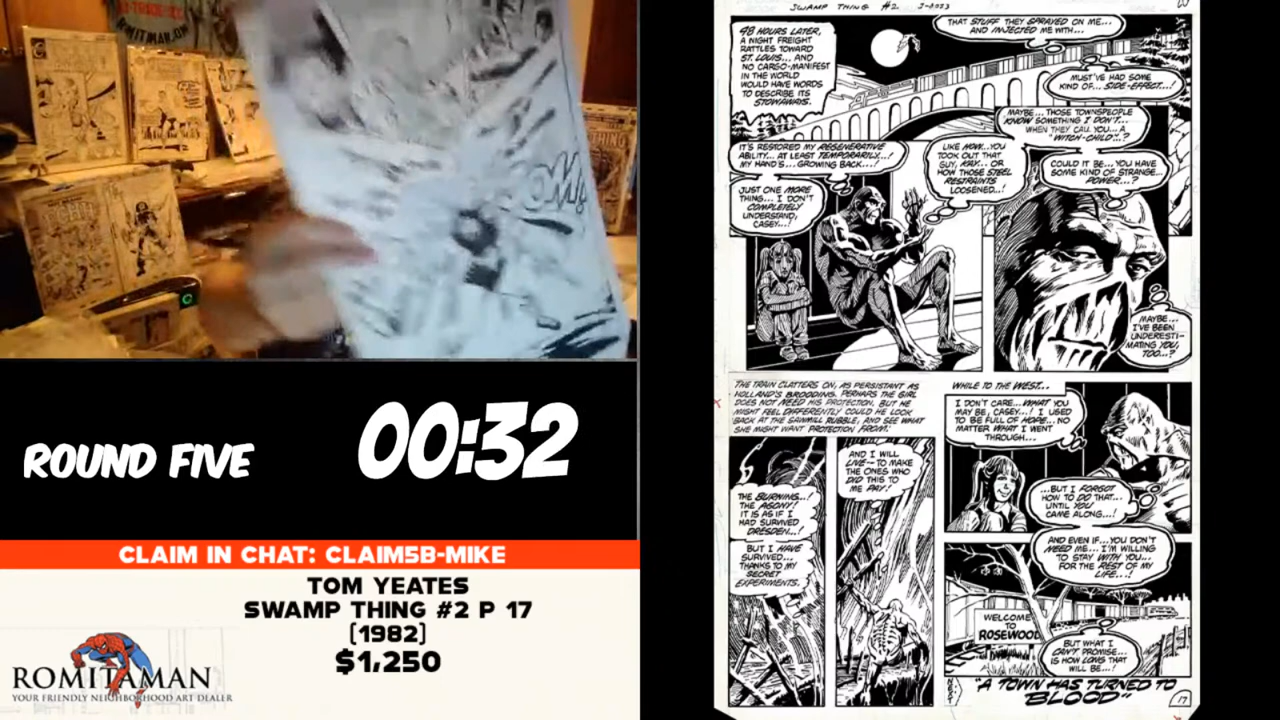 ROUND FIVE
00:32
CLAIM IN CHAT: CLAIM5B-MIKE
TOM YEATES
SWAMP THING #2 P 17
(1982)
$1,250
ROMITAMAN
YOUR FRIENDLY NEIGHBORHOOD ART DEALER
SWAMP THING #2
48 HOURS LATER,
A NIGHT FREIGHT
RATTLES TOWARD
ST. LOUIS... AND
NO CARGO-MANIFEST
IN THE WORLD
WOULD HAVE WORDS
TO DESCRIBE ITS
STOWAWAYS.
THAT STUFF THEY SPRAYED ON ME...
AND INJECTED ME WITH...
MUST'VE HAD SOME
KIND OF... SIDE-EFFECT...!
IT'S RESTORED MY REGENERATIVE
ABILITY... AT LEAST TEMPORARILY...!
MY HAND'S... GROWING BACK...!
JUST ONE MORE
THING... I DON'T
COMPLETELY
UNDERSTAND,
CASEY...!
LIKE HOW...YOU
TOOK OUT THAT
GUY, KAY... OR
HOW THOSE STEEL
RESTRAINTS
LOOSENED...!
MAYBE... THOSE TOWNSPEOPLE
KNOW SOMETHING I DON'T...
WHEN THEY CALL YOU... A
"WITCH-CHILD"..?
COULD IT BE... YOU HAVE
SOME KIND OF STRANGE...
POWER...?
MAYBE...
I'VE BEEN
UNDERESTI-
MATING YOU,
TOO...?
THE TRAIN CLATTERS ON, AS PERSISTANT AS
HOLLAND'S BROODING. PERHAPS THE GIRL
DOES NOT NEED HIS PROTECTION, BUT HE
MIGHT FEEL DIFFERENTLY COULD HE LOOK
BACK AT THE SAWMILL RUBBLE, AND SEE WHAT
SHE MIGHT WANT PROTECTION FROM.
THE BURNING...!
THE AGONY!
IT IS AS IF I
HAD SURVIVED
DRESDEN...!
BUT I HAVE
SURVIVED...
THANKS TO MY
SECRET
EXPERIMENTS.
AND I WILL
LIVE-- TO MAKE
THE ONES WHO
DID THIS TO
ME PAY!
WHILE TO THE WEST...
I DON'T CARE... WHAT YOU
MAY BE, CASEY...! I USED
TO BE FULL OF HOPE... NO
MATTER WHAT I WENT
THROUGH...
...BUT I FORGOT
HOW TO DO THAT...
UNTIL YOU
CAME ALONG...!
AND EVEN IF... YOU DON'T
NEED ME... I'M WILLING
TO STAY WITH YOU...
FOR THE REST OF MY
LIFE...!
WELCOME
TO
ROSEWOOD
BUT WHAT I
CAN'T PROMISE...
IS HOW LONG THAT
WILL BE...!
NEXT
"A TOWN HAS TURNED TO
BLOOD"
17